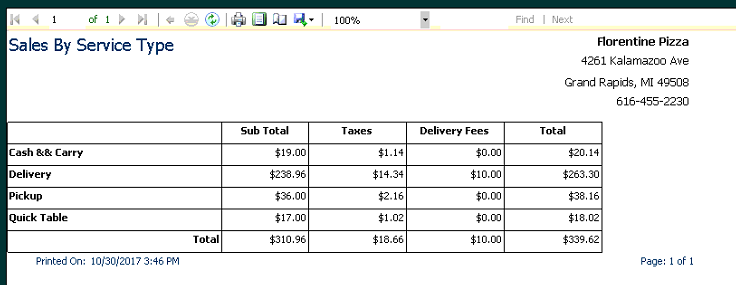 1 of 1 100% Find | Next
Sales By Service Type
Florentine Pizza
4261 Kalamazoo Ave
Grand Rapids, MI 49508
616-455-2230
Sub Total Taxes Delivery Fees Total
Cash && Carry $19.00 $1.14 $0.00 $20.14
Delivery $238.96 $14.34 $10.00 $263.30
Pickup $36.00 $2.16 $0.00 $38.16
Quick Table $17.00 $1.02 $0.00 $18.02
Total $310.96 $18.66 $10.00 $339.62
Printed On: 10/30/2017 3:46 PM Page: 1 of 1